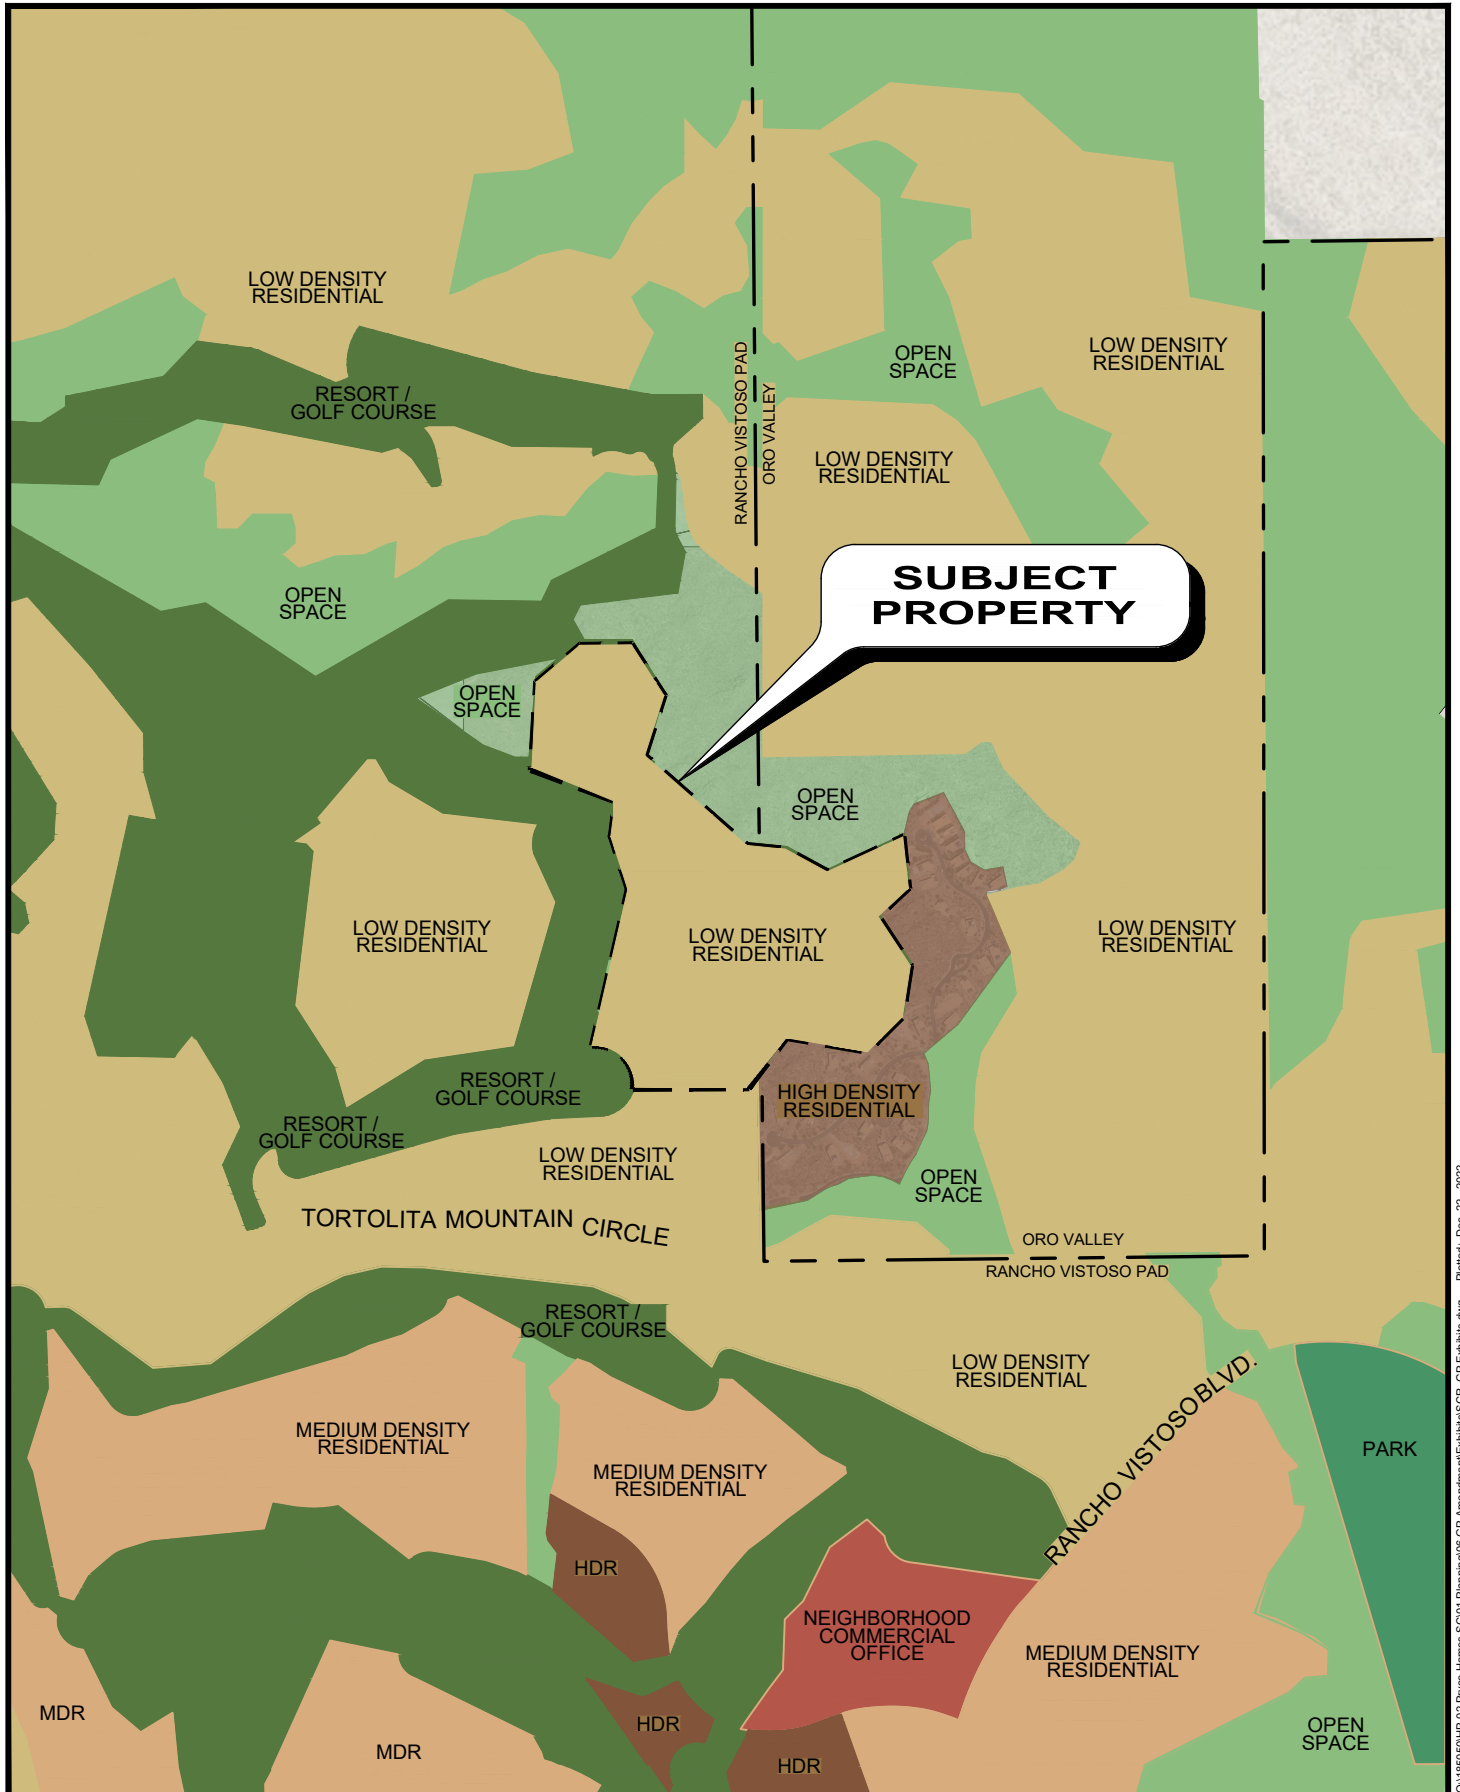 LOW DENSITY
RESIDENTIAL
RESORT /
GOLF COURSE
RANCHO VISTOSO PAD
ORO VALLEY
OPEN
SPACE
LOW DENSITY
RESIDENTIAL
LOW DENSITY
RESIDENTIAL
SUBJECT
PROPERTY
OPEN
SPACE
OPEN
SPACE
OPEN
SPACE
LOW DENSITY
RESIDENTIAL
LOW DENSITY
RESIDENTIAL
LOW DENSITY
RESIDENTIAL
RESORT /
GOLF COURSE
HIGH DENSITY
RESIDENTIAL
RESORT /
GOLF COURSE
LOW DENSITY
RESIDENTIAL
OPEN
SPACE
TORTOLITA MOUNTAIN CIRCLE
ORO VALLEY
RANCHO VISTOSO PAD
RESORT /
GOLF COURSE
LOW DENSITY
RESIDENTIAL
RANCHO VISTOSO BLVD.
MEDIUM DENSITY
RESIDENTIAL
PARK
MEDIUM DENSITY
RESIDENTIAL
HDR
NEIGHBORHOOD
COMMERCIAL
OFFICE
MEDIUM DENSITY
RESIDENTIAL
MDR
HDR
OPEN
SPACE
MDR
HDR